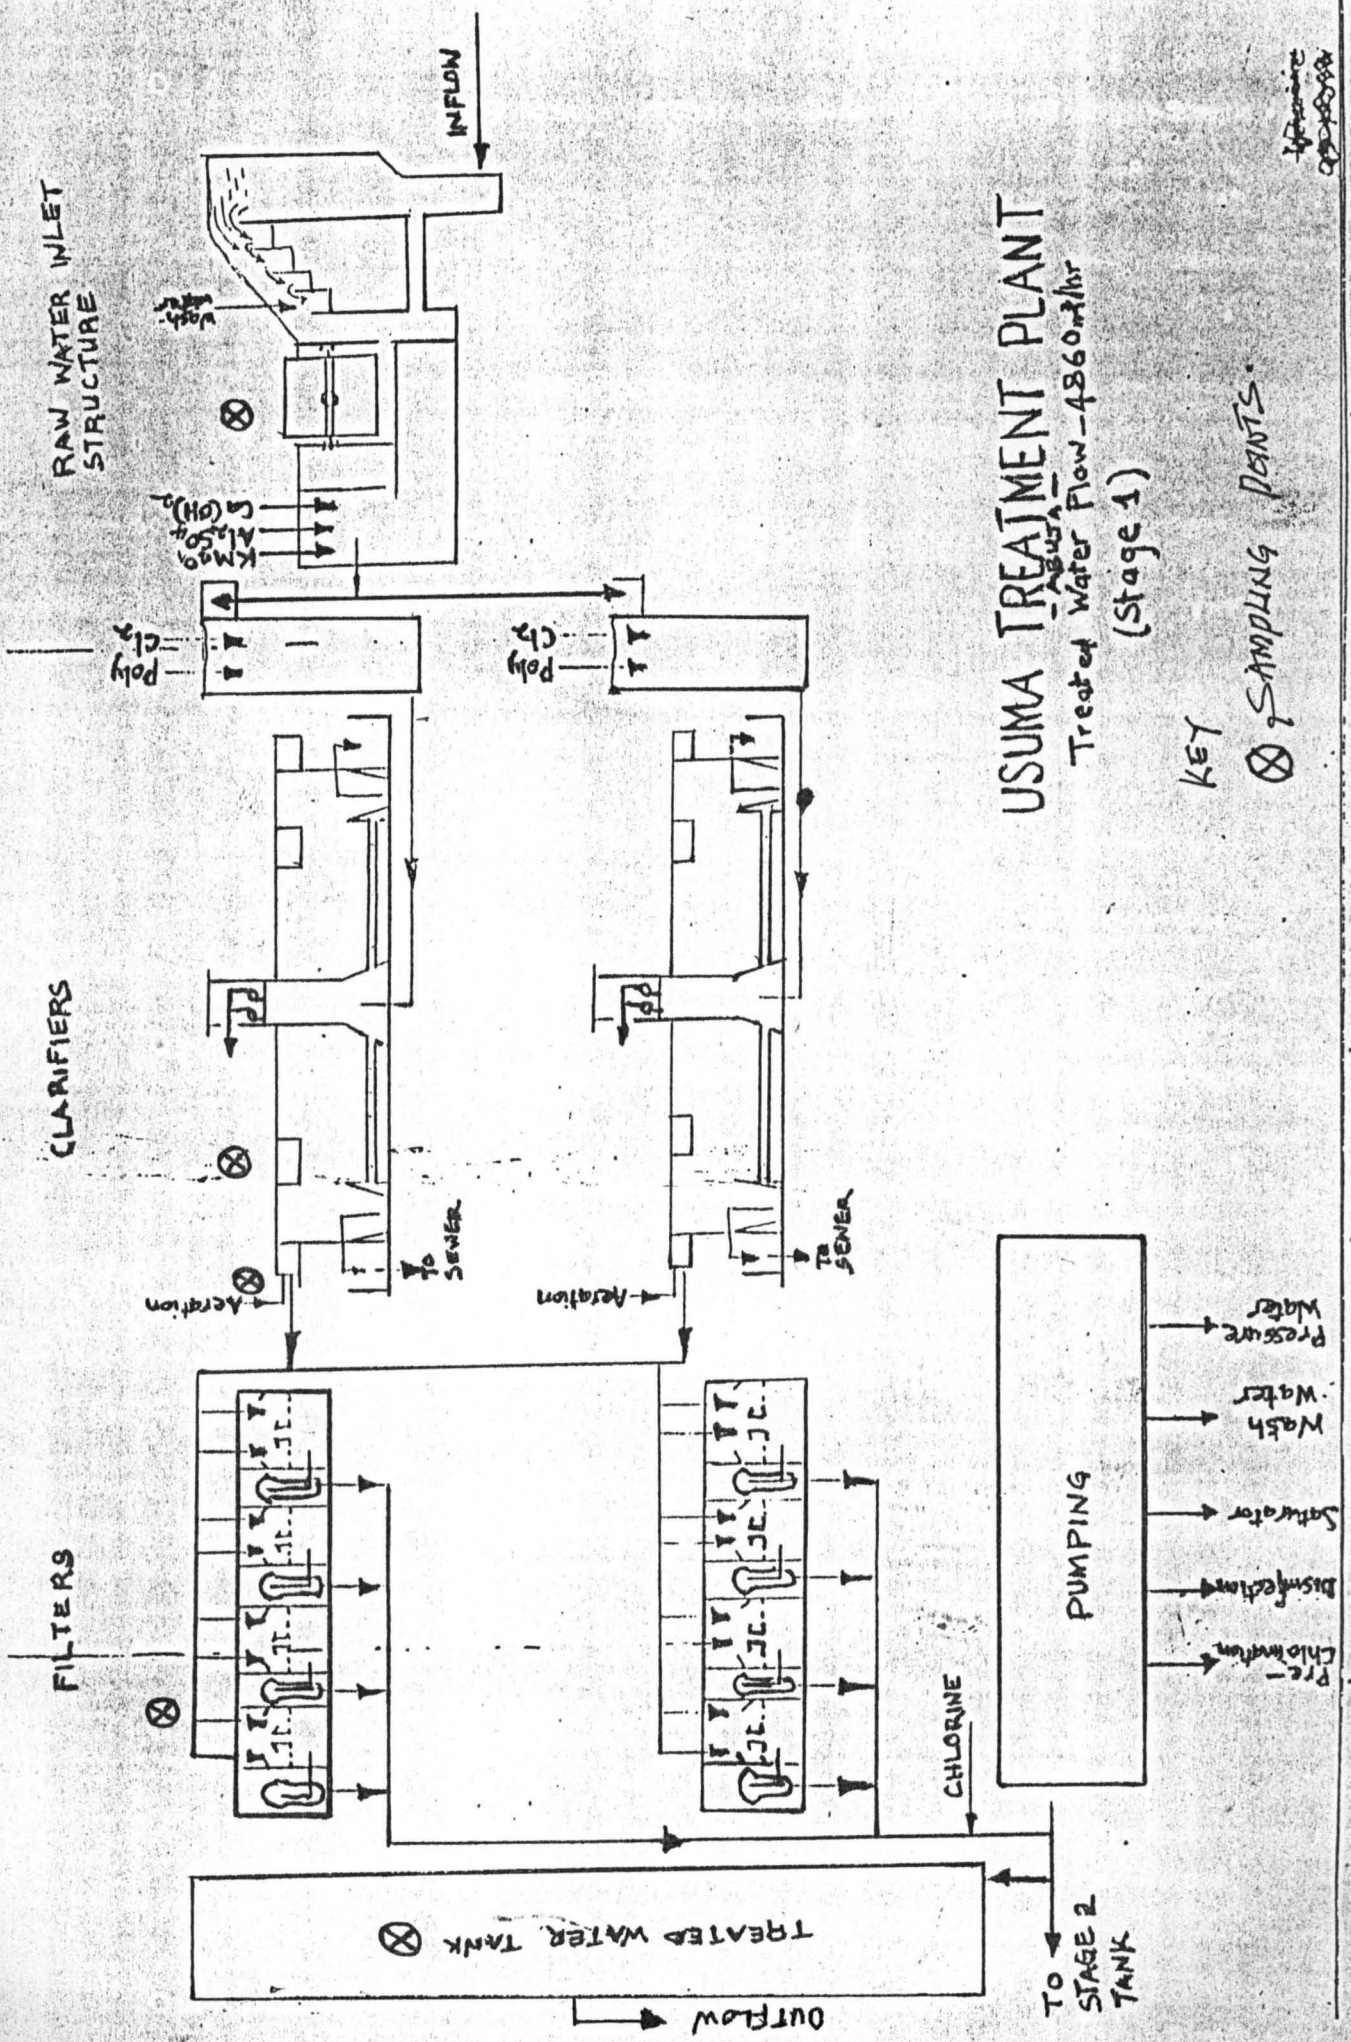 RAW WATER INLET
STRUCTURE
INFLOW
Wash-
water
Ca(OH)2
Al2SO4
KMnO4
Cl2
Poly
Cl2
Poly
CLARIFIERS
Aeration
TO
SEWER
Aeration
TO
SEWER
FILTERS
CHLORINE
TREATED WATER TANK
OUTFLOW
TO
STAGE 2
TANK
PUMPING
Pre-
Chlorination
Disinfection
Saturator
Wash
Water
Pressure
Water
USUMA TREATMENT PLANT
- ABUJA -
Treated Water Flow_4860m³/hr
(Stage 1)
KEY
SAMPLING POINTS.